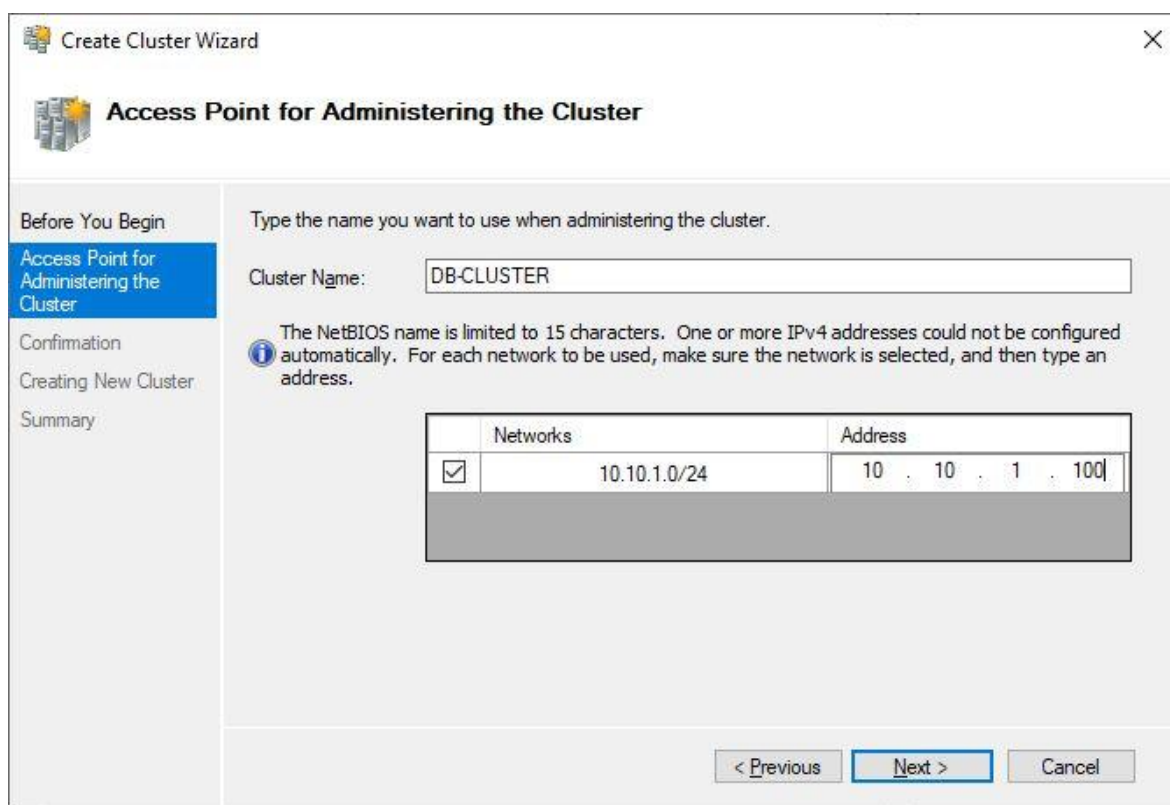 Create Cluster Wizard
Access Point for Administering the Cluster
Before You Begin
Access Point for
Administering the
Cluster
Confirmation
Creating New Cluster
Summary
Type the name you want to use when administering the cluster.
Cluster Name: DB-CLUSTER
The NetBIOS name is limited to 15 characters. One or more IPv4 addresses could not be configured
automatically. For each network to be used, make sure the network is selected, and then type an
address.
Networks Address
10.10.1.0/24 10 . 10 . 1 . 100
< Previous Next > Cancel